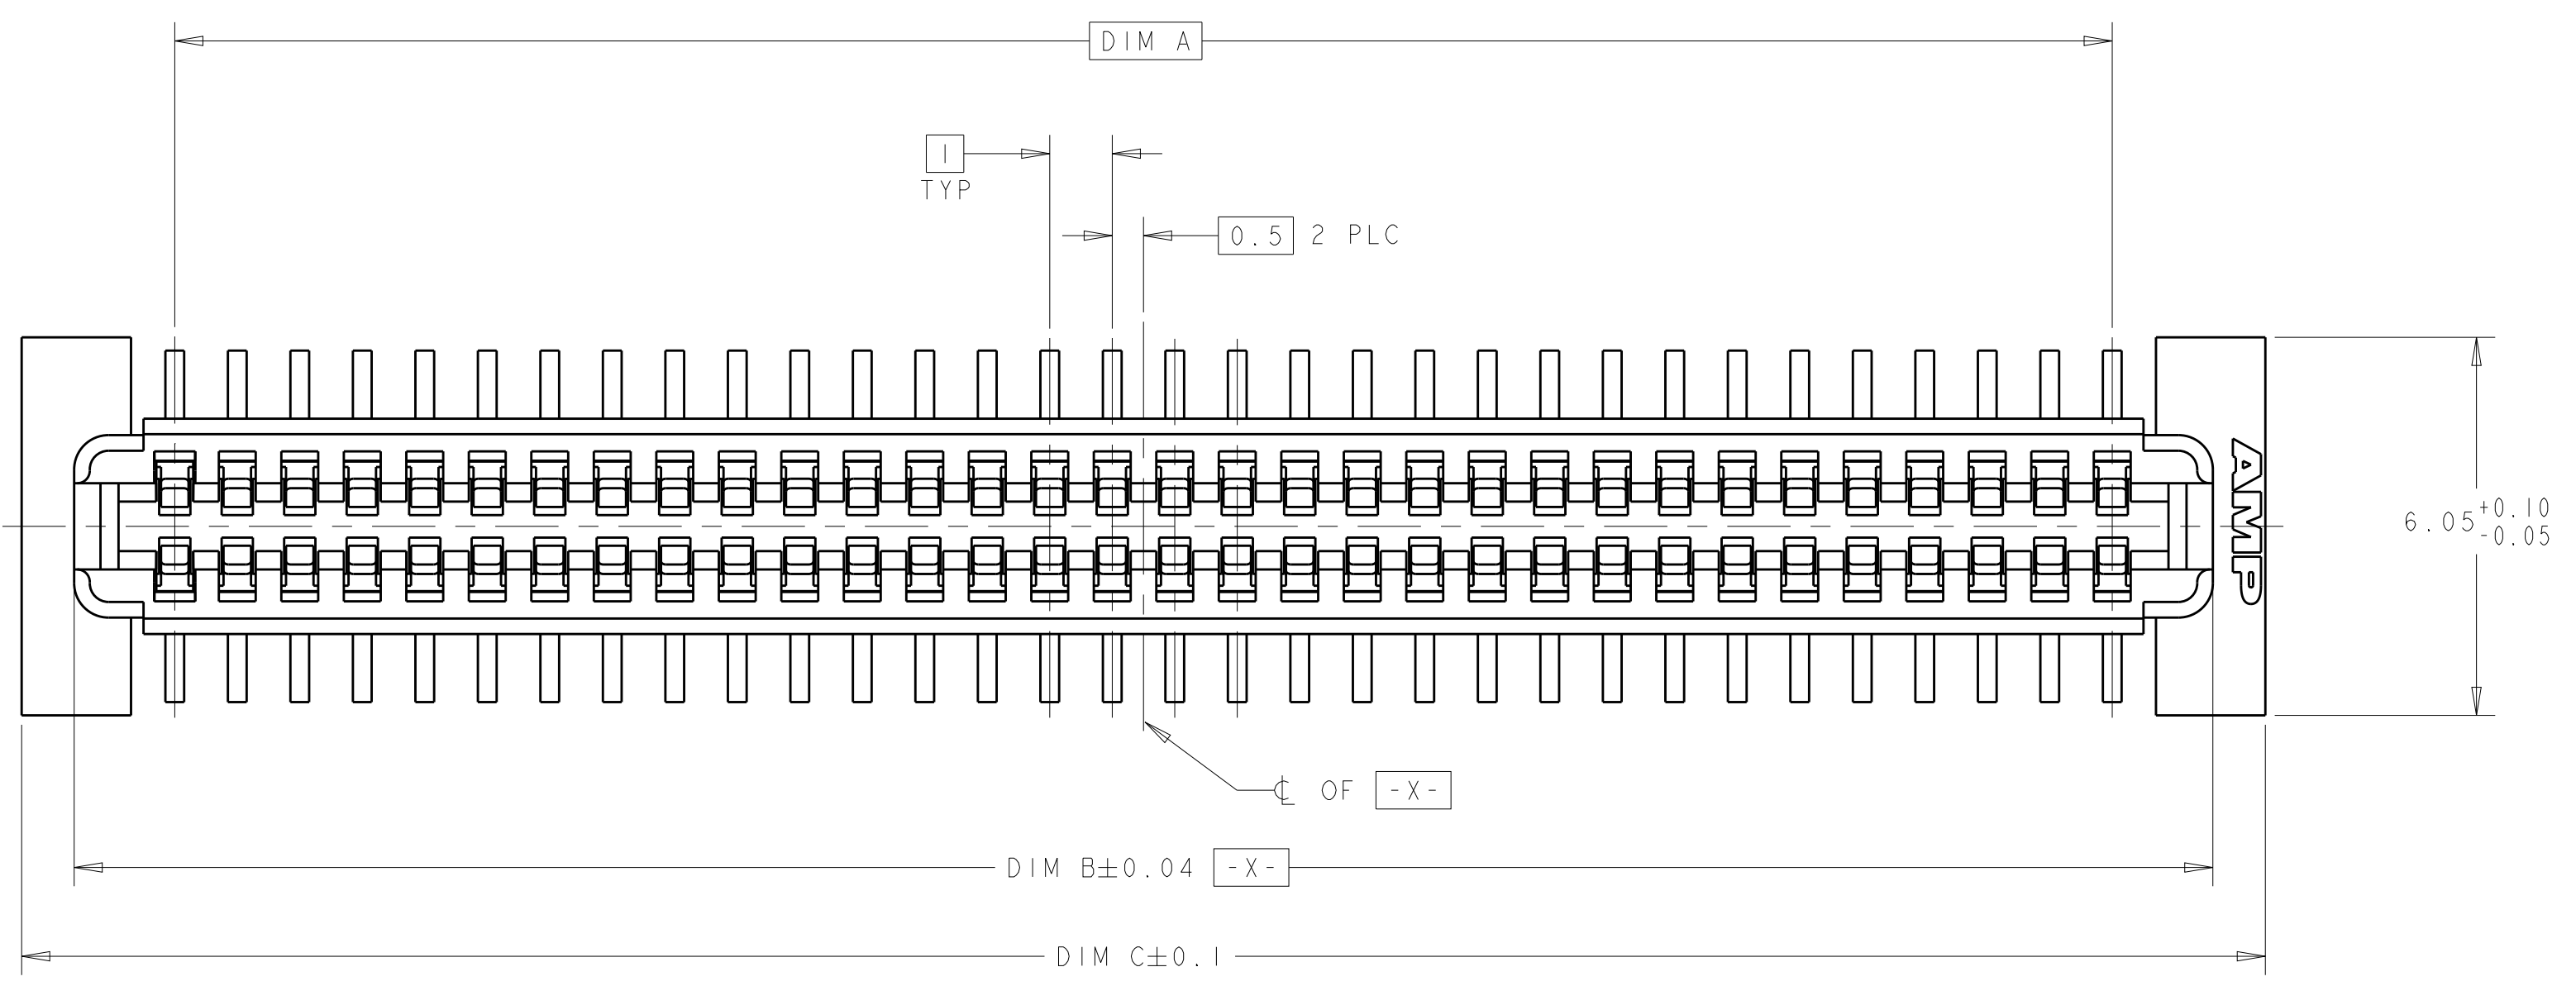 DIM A
1
TYP
0.5 2 PLC
AMP
6.05 +0.10
-0.05
℄ OF -X-
DIM B±0.04 -X-
DIM C±0.1